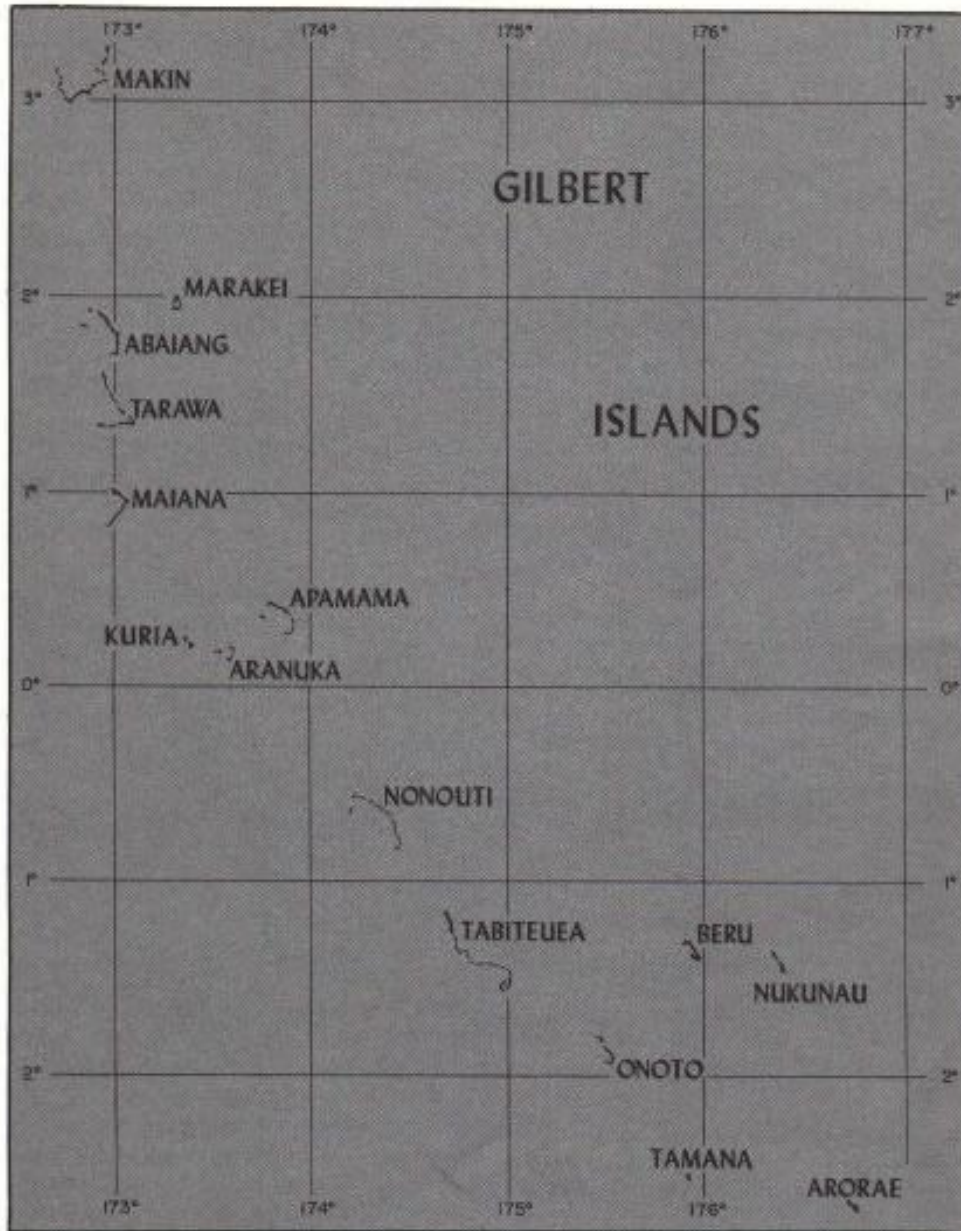 173° 174° 175° 176° 177°
MAKIN
3° 3°
GILBERT
MARAKEI
2° 2°
ABAIANG
TARAWA
ISLANDS
1° MAIANA 1°
APAMAMA
KURIA
ARANUKA
0° 0°
NONOUTI
1° 1°
TABITEUEA BERU
NUKUNAU
ONOTO
2° 2°
TAMANA
ARORAE
173° 174° 175° 176°